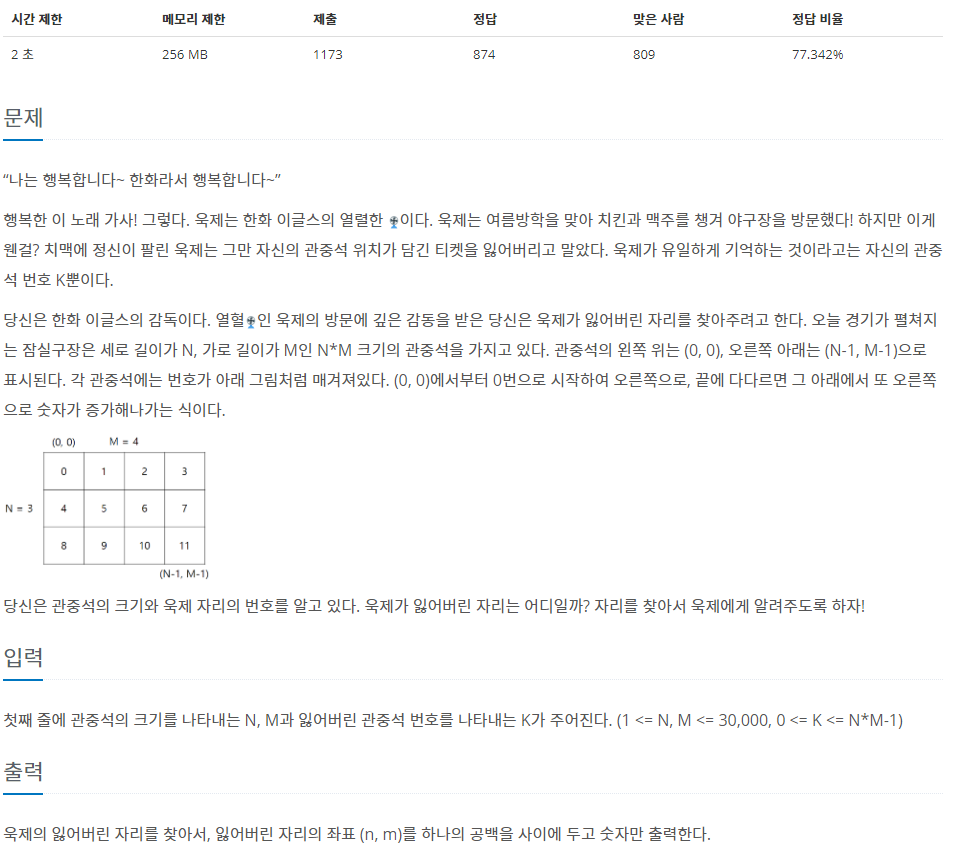 시간 제한 메모리 제한 제출 정답 맞은 사람 정답 비율
2 초 256 MB 1173 874 809 77.342%
문제
“나는 행복합니다~ 한화라서 행복합니다~”
행복한 이 노래 가사! 그렇다. 욱제는 한화 이글스의 열렬한 이다. 욱제는 여름방학을 맞아 치킨과 맥주를 챙겨 야구장을 방문했다! 하지만 이게
웬걸? 치맥에 정신이 팔린 욱제는 그만 자신의 관중석 위치가 담긴 티켓을 잃어버리고 말았다. 욱제가 유일하게 기억하는 것이라고는 자신의 관중
석 번호 K뿐이다.
당신은 한화 이글스의 감독이다. 열혈 인 욱제의 방문에 깊은 감동을 받은 당신은 욱제가 잃어버린 자리를 찾아주려고 한다. 오늘 경기가 펼쳐지
는 잠실구장은 세로 길이가 N, 가로 길이가 M인 N*M 크기의 관중석을 가지고 있다. 관중석의 왼쪽 위는 (0, 0), 오른쪽 아래는 (N-1, M-1)으로
표시된다. 각 관중석에는 번호가 아래 그림처럼 매겨져있다. (0, 0)에서부터 0번으로 시작하여 오른쪽으로, 끝에 다다르면 그 아래에서 또 오른쪽
으로 숫자가 증가해나가는 식이다.
(0, 0) M = 4
0 1 2 3
N = 3 4 5 6 7
8 9 10 11
(N-1, M-1)
당신은 관중석의 크기와 욱제 자리의 번호를 알고 있다. 욱제가 잃어버린 자리는 어디일까? 자리를 찾아서 욱제에게 알려주도록 하자!
입력
첫째 줄에 관중석의 크기를 나타내는 N, M과 잃어버린 관중석 번호를 나타내는 K가 주어진다. (1 <= N, M <= 30,000, 0 <= K <= N*M-1)
출력
욱제의 잃어버린 자리를 찾아서, 잃어버린 자리의 좌표 (n, m)를 하나의 공백을 사이에 두고 숫자만 출력한다.